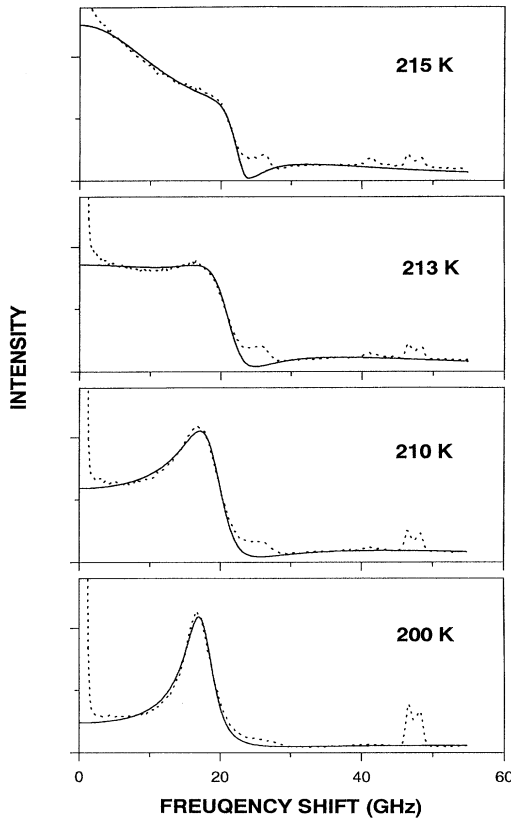 215 K
213 K
210 K
200 K
INTENSITY
0
20
40
60
FREUQENCY SHIFT (GHz)